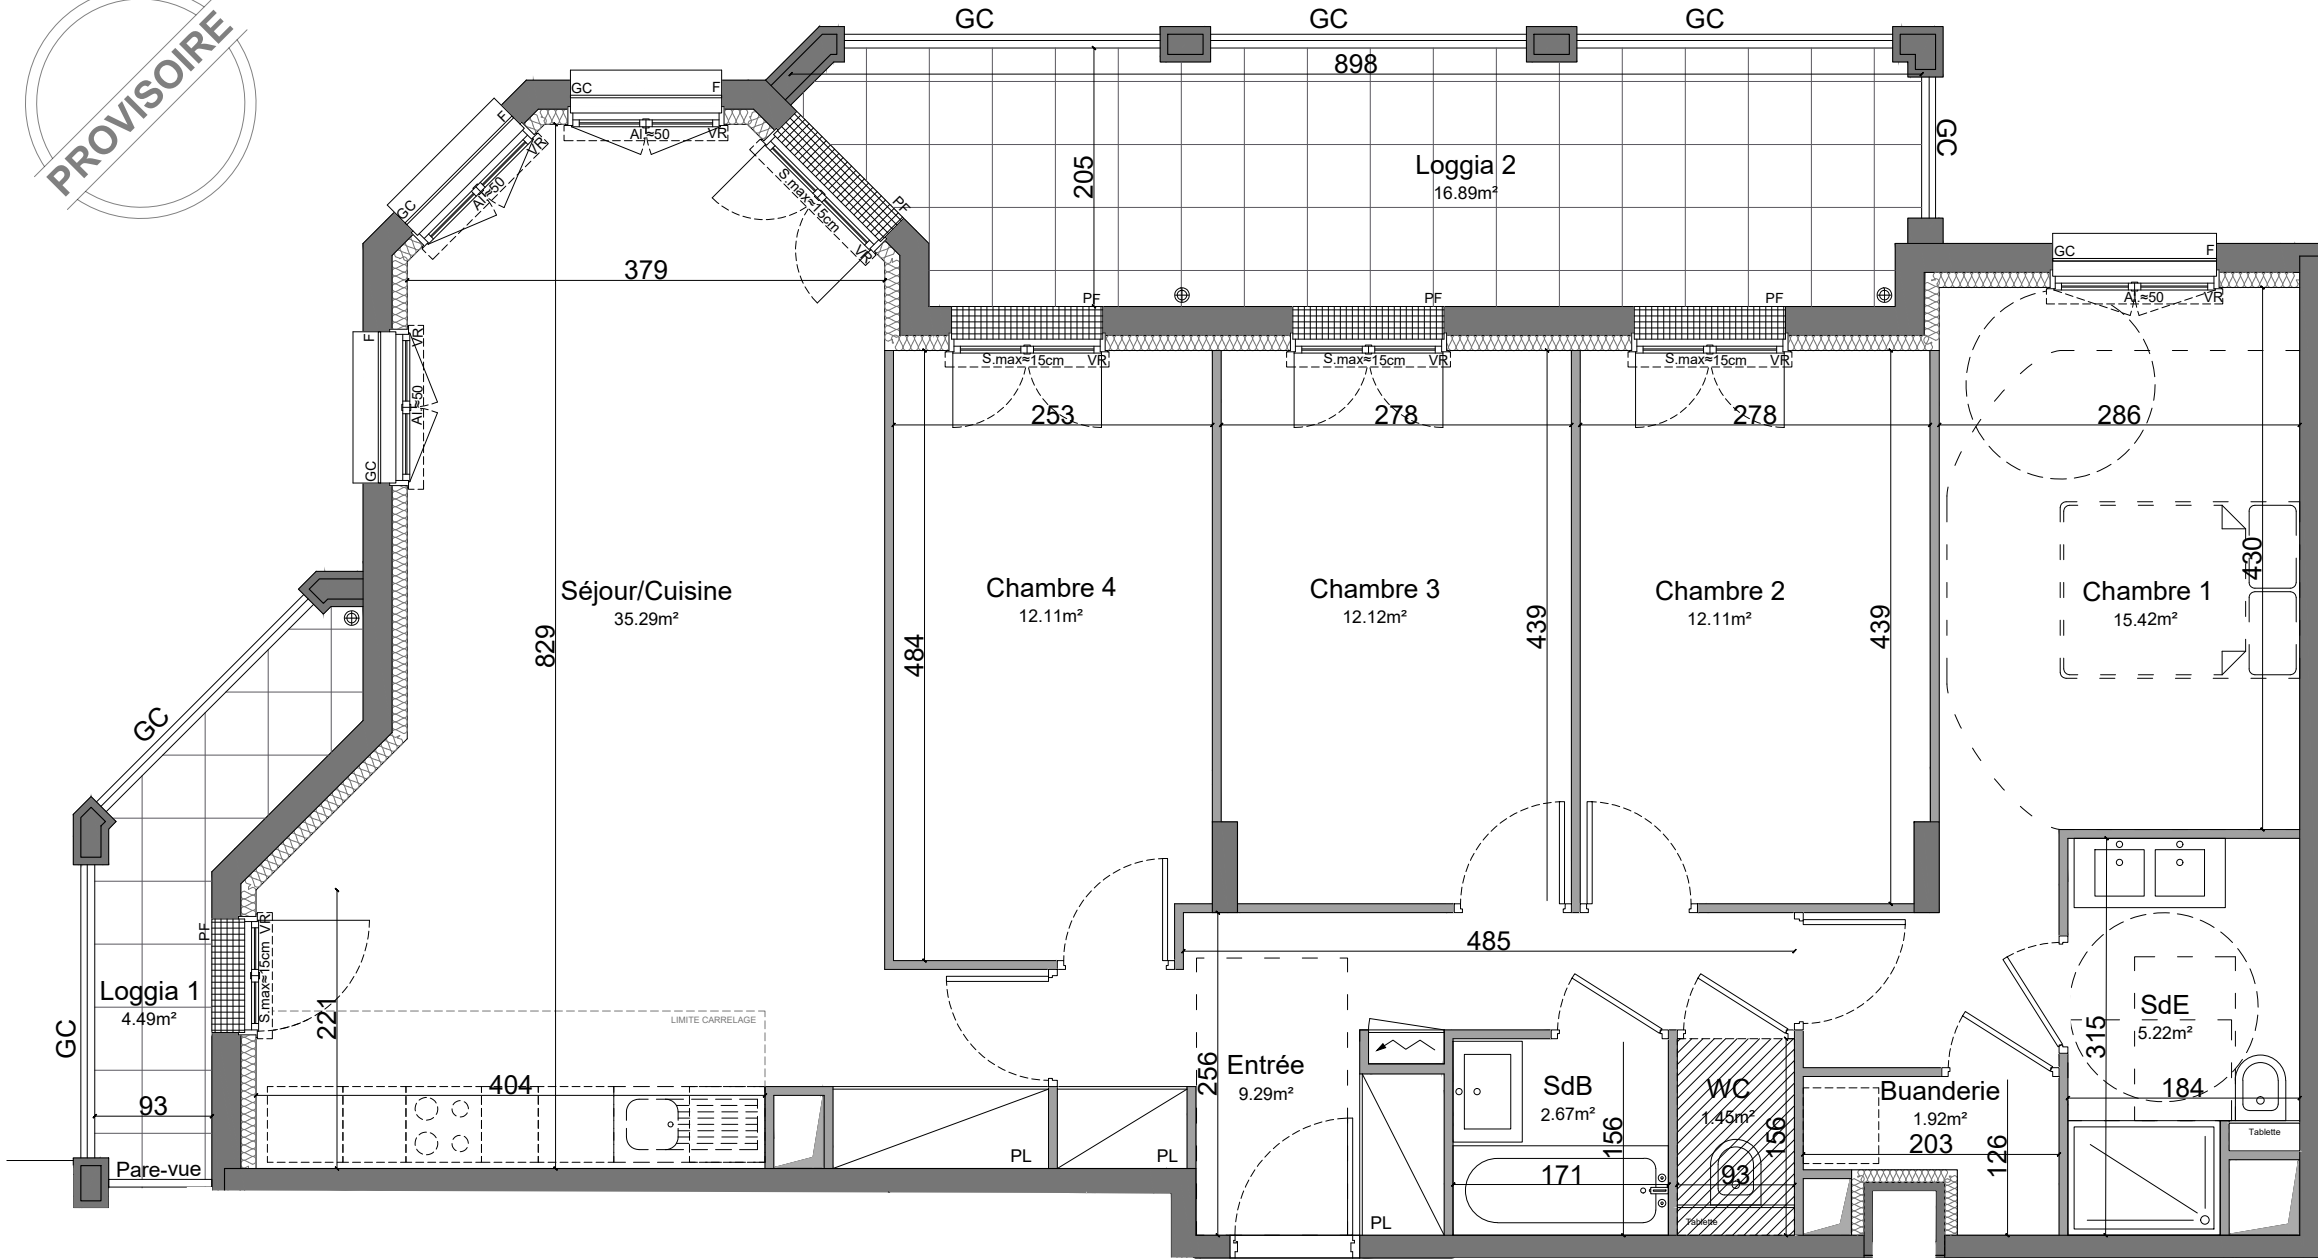 PROVISOIRE
GC
GC
GC
898
GC
205
Loggia 2
16.89m²
GC
F
Al.≈50
VR
GC
F
Al.≈50
VR
PF
S.max≈15cm
VR
379
F
VR
Al.≈50
GC
PF
PF
PF
S.max≈15cm
VR
S.max≈15cm
VR
S.max≈15cm
VR
GC
F
Al.≈50
VR
253
278
278
286
Séjour/Cuisine
35.29m²
829
Chambre 4
12.11m²
484
Chambre 3
12.12m²
439
Chambre 2
12.11m²
439
Chambre 1
15.42m²
430
GC
GC
PF
S.max≈15cm
VR
Loggia 1
4.49m²
93
Pare-vue
221
LIMITE CARRELAGE
404
PL
PL
485
256
Entrée
9.29m²
PL
SdB
2.67m²
156
171
WC
1.45m²
156
93
Tablette
Buanderie
1.92m²
203
126
SdE
5.22m²
315
184
Tablette